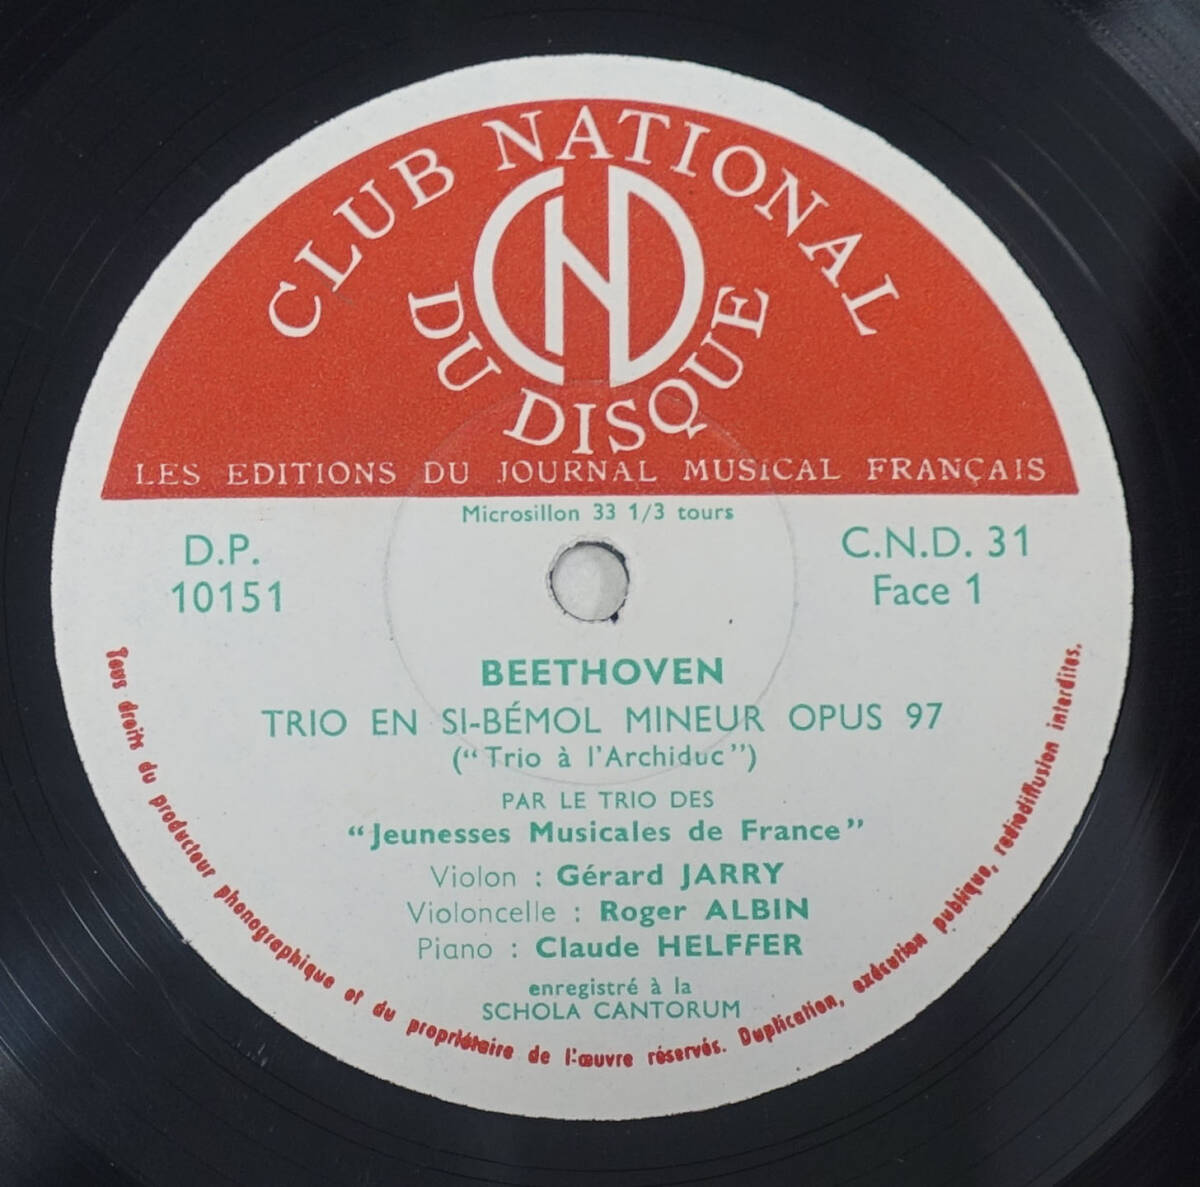 CLUB NATIONAL
CND
DU DISQUE
LES EDITIONS DU JOURNAL MUSICAL FRANÇAIS
Microsillon 33 1/3 tours
D.P.
10151
C.N.D. 31
Face 1
BEETHOVEN
TRIO EN SI-BÉMOL MINEUR OPUS 97
("Trio à l'Archiduc")
PAR LE TRIO DES
"Jeunesses Musicales de France"
Violon : Gérard JARRY
Violoncelle : Roger ALBIN
Piano : Claude HELFFER
enregistré à la
SCHOLA CANTORUM
Tous droits du producteur phonographique et du propriétaire de l'œuvre réservés. Duplication, exécution publique, radiodiffusion interdites.